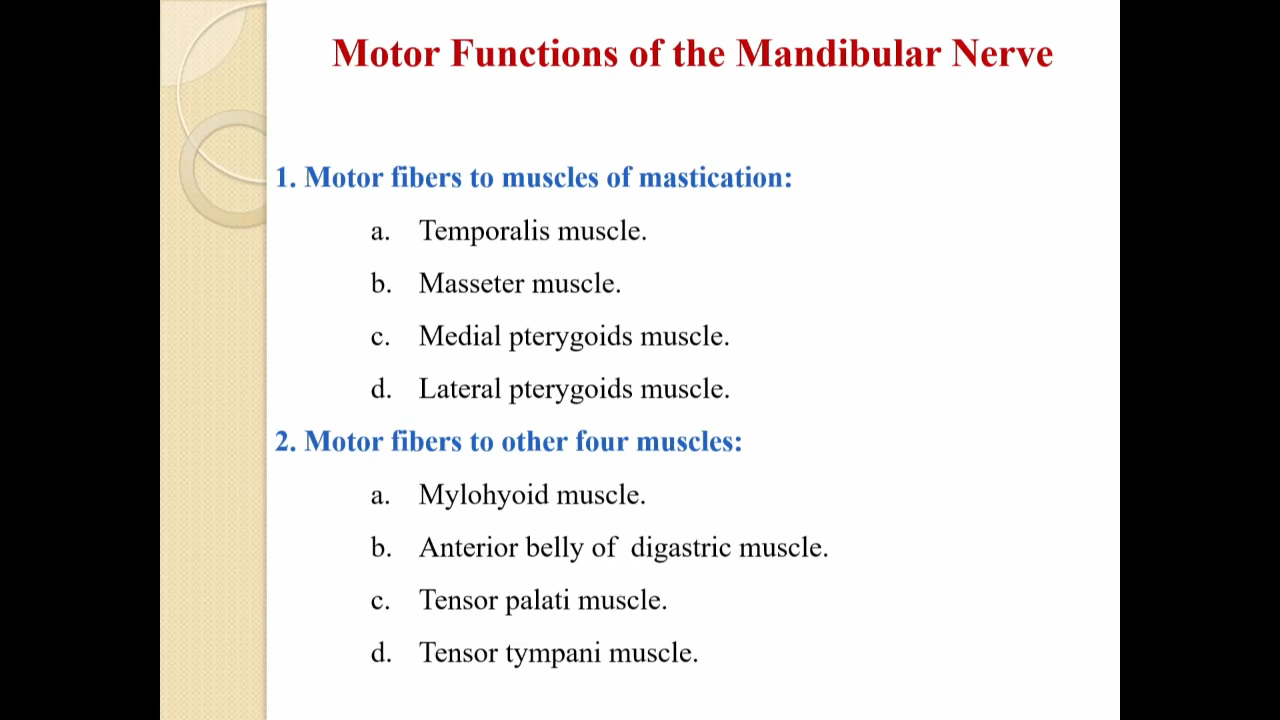 Motor Functions of the Mandibular Nerve
1. Motor fibers to muscles of mastication:
a. Temporalis muscle.
b. Masseter muscle.
c. Medial pterygoids muscle.
d. Lateral pterygoids muscle.
2. Motor fibers to other four muscles:
a. Mylohyoid muscle.
b. Anterior belly of digastric muscle.
c. Tensor palati muscle.
d. Tensor tympani muscle.